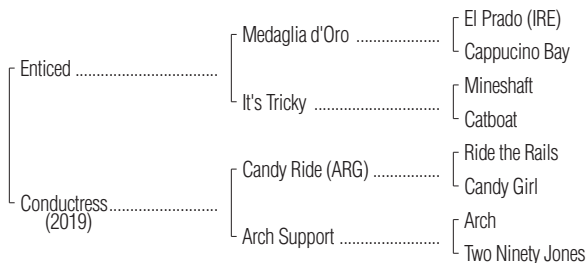 El Prado (IRE)
Medaglia d'Oro
Cappucino Bay
Enticed
Mineshaft
It's Tricky
Catboat
Ride the Rails
Candy Ride (ARG)
Candy Girl
Conductress
(2019)
Arch
Arch Support
Two Ninety Jones